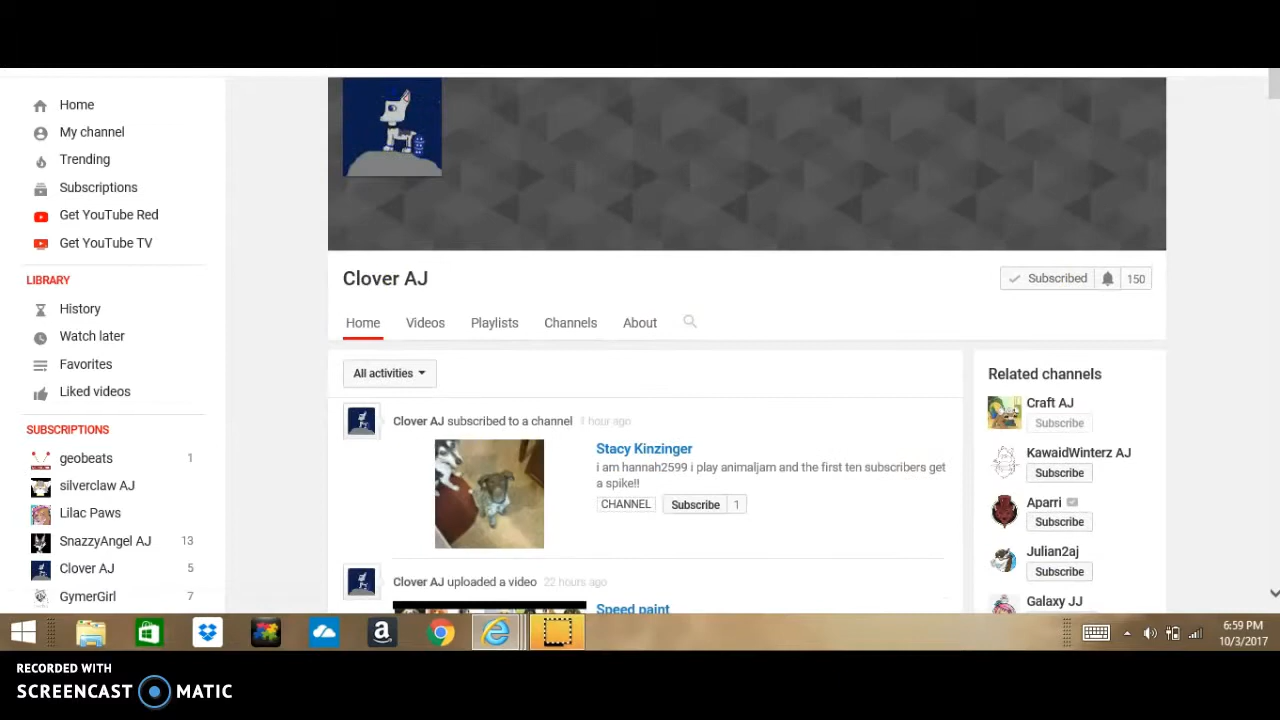 Home
My channel
Trending
Subscriptions
Get YouTube Red
Get YouTube TV
LIBRARY
History
Watch later
Favorites
Liked videos
SUBSCRIPTIONS
geobeats 1
silverclaw AJ
Lilac Paws
SnazzyAngel AJ 13
Clover AJ 5
GymerGirl 7
Clover AJ
Subscribed 150
Home Videos Playlists Channels About
All activities
Clover AJ subscribed to a channel 1 hour ago
Stacy Kinzinger
i am hannah2599 i play animaljam and the first ten subscribers get
a spike!!
CHANNEL Subscribe 1
Clover AJ uploaded a video 22 hours ago
Speed paint
Related channels
Craft AJ
Subscribe
KawaidWinterz AJ
Subscribe
Aparri
Subscribe
Julian2aj
Subscribe
Galaxy JJ
6:59 PM
10/3/2017
RECORDED WITH
SCREENCAST MATIC